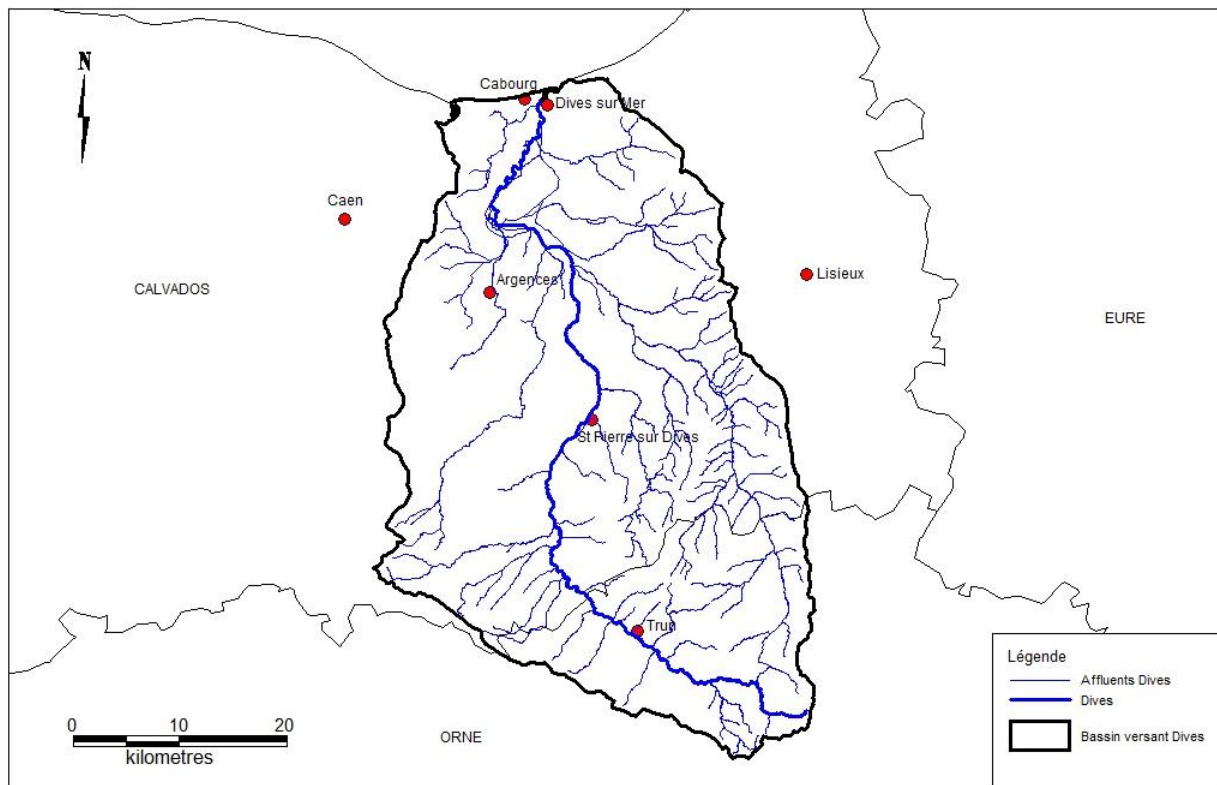 N
Cabourg
Dives sur Mer
Caen
Lisieux
CALVADOS
Argences
EURE
St Pierre sur Dives
Trun
ORNE
0 10 20
kilometres
Légende
Affluents Dives
Dives
Bassin versant Dives